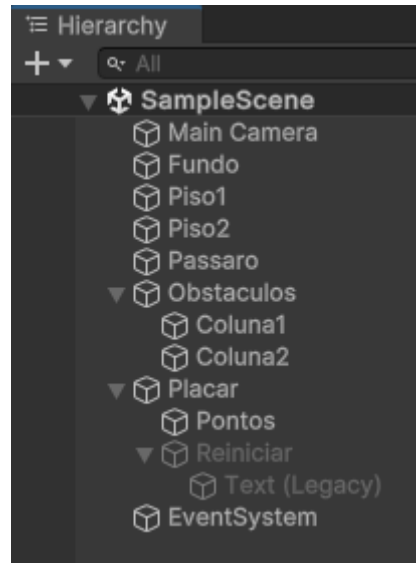 Hierarchy
All
SampleScene
Main Camera
Fundo
Piso1
Piso2
Passaro
Obstaculos
Coluna1
Coluna2
Placar
Pontos
Reiniciar
Text (Legacy)
EventSystem